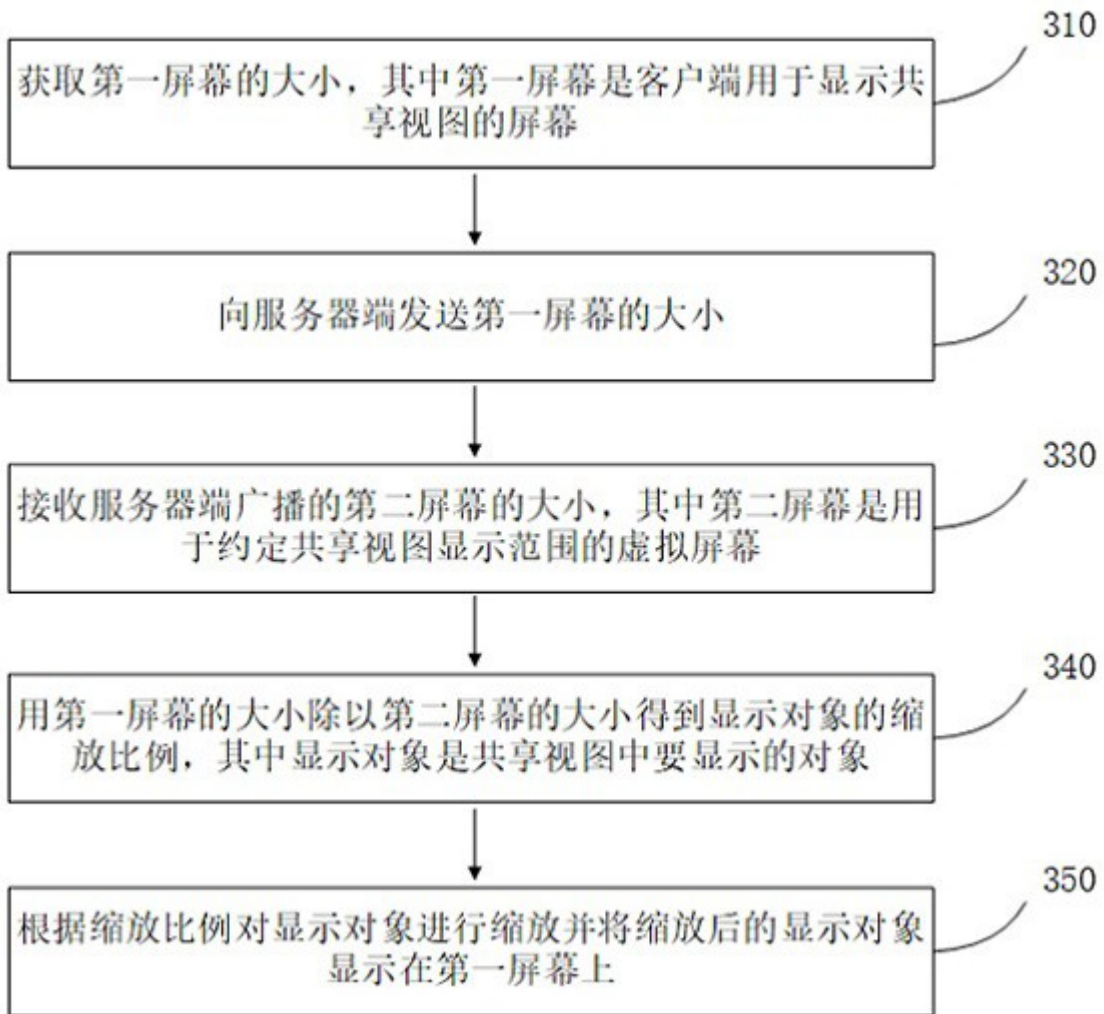 310
获取第一屏幕的大小，其中第一屏幕是客户端用于显示共
享视图的屏幕
320
向服务器端发送第一屏幕的大小
330
接收服务器端广播的第二屏幕的大小，其中第二屏幕是用
于约定共享视图显示范围的虚拟屏幕
340
用第一屏幕的大小除以第二屏幕的大小得到显示对象的缩
放比例，其中显示对象是共享视图中要显示的对象
350
根据缩放比例对显示对象进行缩放并将缩放后的显示对象
显示在第一屏幕上